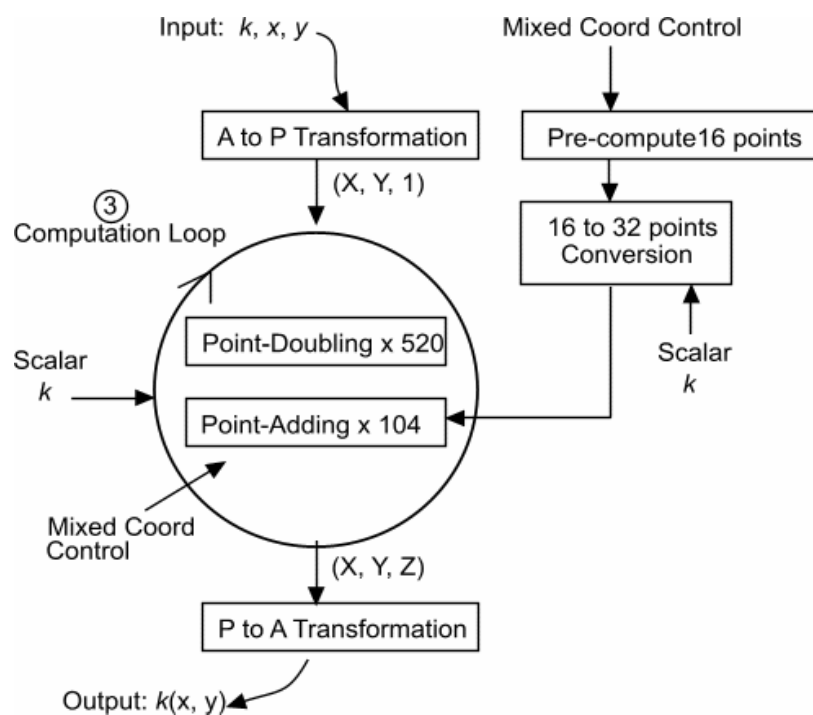 Input: k, x, y
Mixed Coord Control
A to P Transformation
Pre-compute16 points
(X, Y, 1)
3
Computation Loop
16 to 32 points
Conversion
Point-Doubling x 520
Scalar
k
Scalar
k
Point-Adding x 104
Mixed Coord
Control
(X, Y, Z)
P to A Transformation
Output: k(x, y)